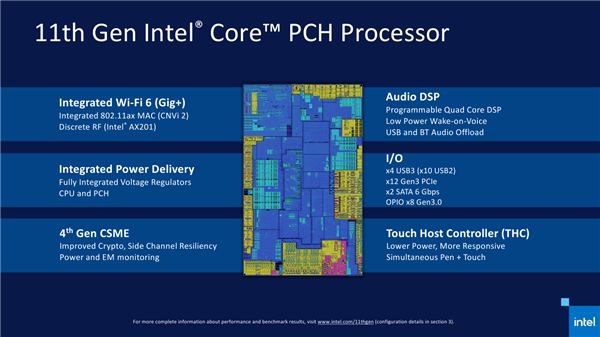 11th Gen Intel® Core™ PCH Processor
Integrated Wi-Fi 6 (Gig+)
Integrated 802.11ax MAC (CNVi 2)
Discrete RF (Intel® AX201)
Integrated Power Delivery
Fully Integrated Voltage Regulators
CPU and PCH
4th Gen CSME
Improved Crypto, Side Channel Resiliency
Power and EM monitoring
Audio DSP
Programmable Quad Core DSP
Low Power Wake-on-Voice
USB and BT Audio Offload
I/O
x4 USB3 (x10 USB2)
x12 Gen3 PCIe
x2 SATA 6 Gbps
OPIO x8 Gen3.0
Touch Host Controller (THC)
Lower Power, More Responsive
Simultaneous Pen + Touch
For more complete information about performance and benchmark results, visit www.intel.com/11thgen (configuration details in section 3).
intel